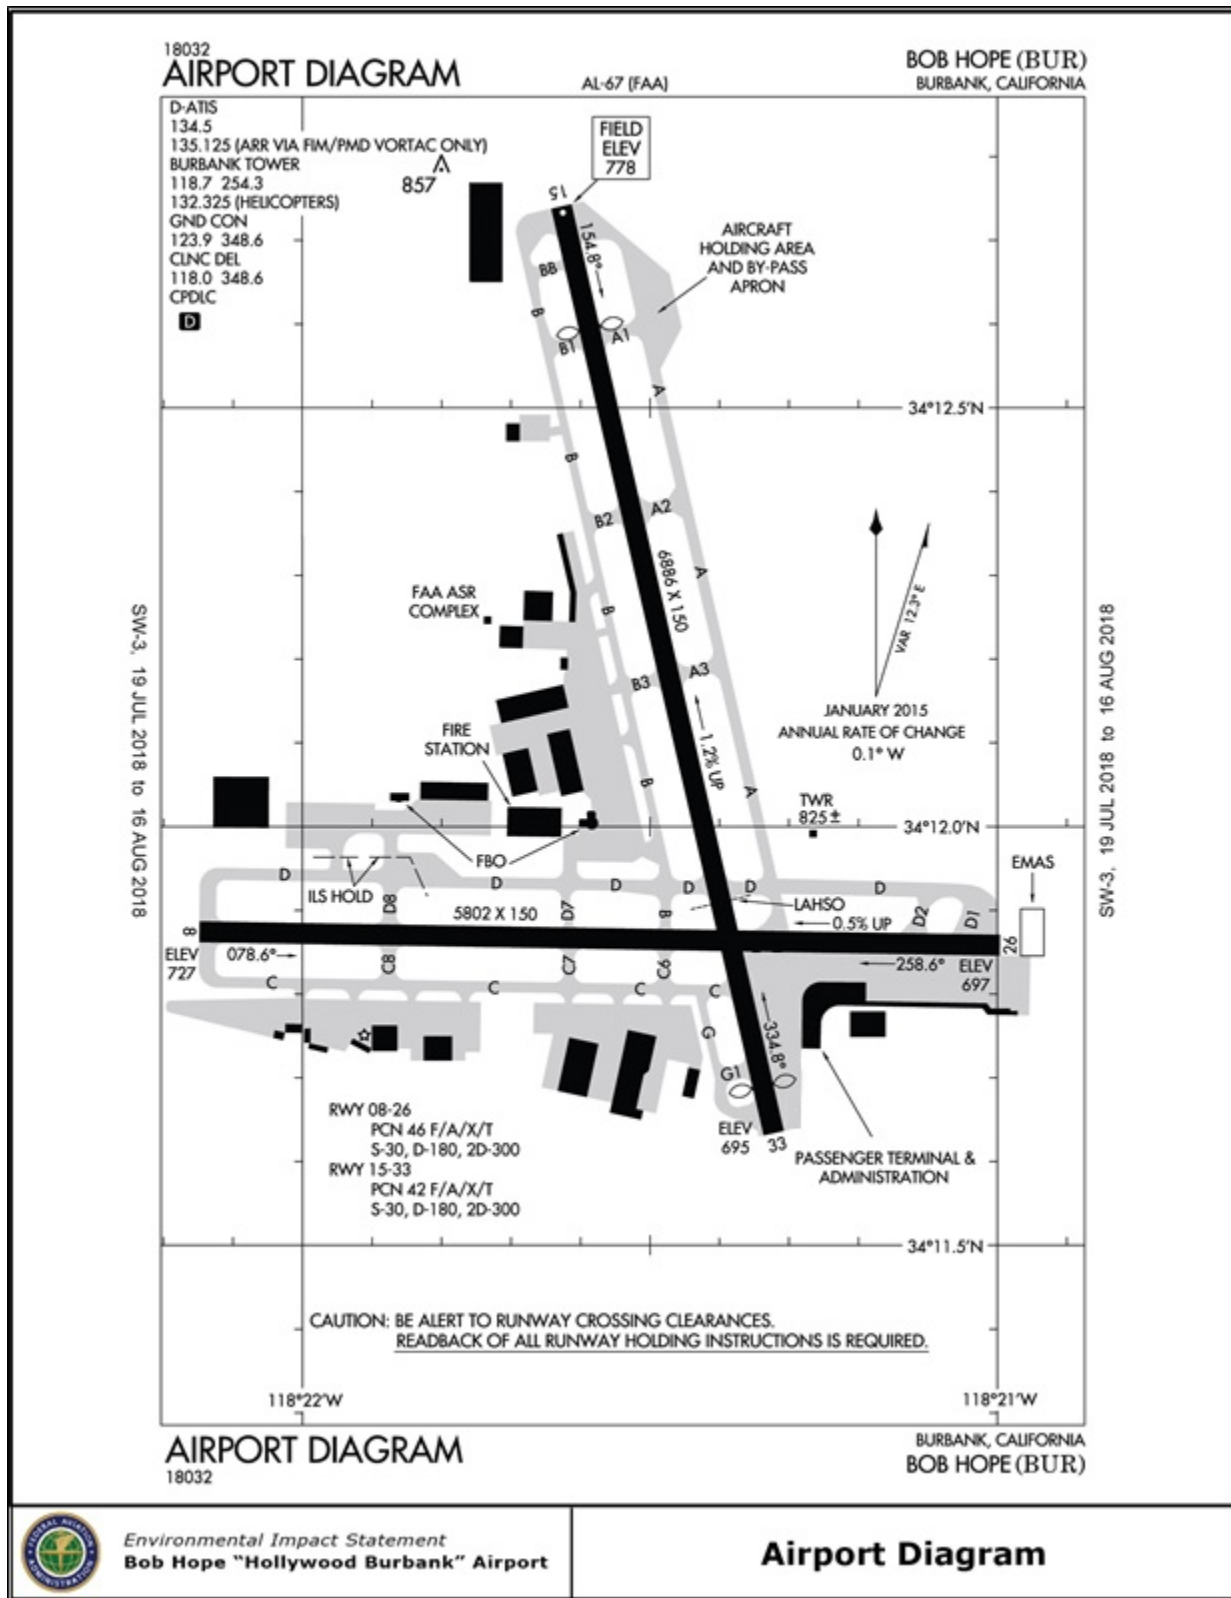 18032
AIRPORT DIAGRAM
AL-67 (FAA)
BOB HOPE (BUR)
BURBANK, CALIFORNIA
D-ATIS
134.5
135.125 (ARR VIA FIM/PMD VORTAC ONLY)
BURBANK TOWER
118.7 254.3
132.325 (HELICOPTERS)
GND CON
123.9 348.6
CLNC DEL
118.0 348.6
CPDLC
D
857
FIELD
ELEV
778
15
154.8°
AIRCRAFT
HOLDING AREA
AND BY-PASS
APRON
BB
B
B1
A1
A
34°12.5'N
B
B2
A2
6886 X 150
A
VAR 12.3° E
FAA ASR
COMPLEX
B
B3
A3
JANUARY 2015
ANNUAL RATE OF CHANGE
0.1° W
1.2% UP
FIRE
STATION
B
A
TWR
825±
34°12.0'N
SW-3, 19 JUL 2018 to 16 AUG 2018
SW-3, 19 JUL 2018 to 16 AUG 2018
FBO
EMAS
ILS HOLD
D
D
D
D
D
D
LAHSO
D8
5802 X 150
D7
B
0.5% UP
D2
D1
8
26
ELEV
727
078.6°
C8
C7
C6
258.6°
ELEV
697
C
C
C
C
G
334.8°
G1
ELEV
695
33
PASSENGER TERMINAL &
ADMINISTRATION
RWY 08-26
PCN 46 F/A/X/T
S-30, D-180, 2D-300
RWY 15-33
PCN 42 F/A/X/T
S-30, D-180, 2D-300
34°11.5'N
CAUTION: BE ALERT TO RUNWAY CROSSING CLEARANCES.
READBACK OF ALL RUNWAY HOLDING INSTRUCTIONS IS REQUIRED.
118°22'W
118°21'W
AIRPORT DIAGRAM
18032
BURBANK, CALIFORNIA
BOB HOPE (BUR)
FEDERAL AVIATION
ADMINISTRATION
Environmental Impact Statement
Bob Hope “Hollywood Burbank” Airport
Airport Diagram